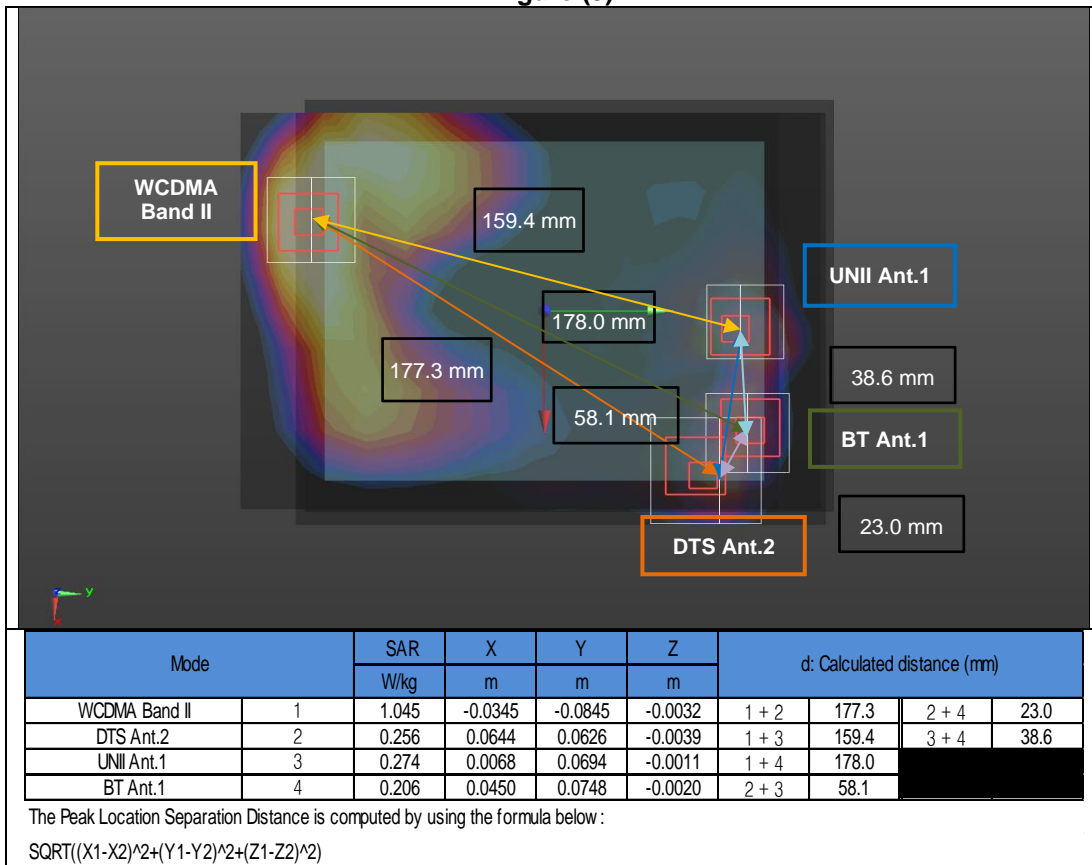 WCDMA
Band II
159.4 mm
UNII Ant.1
178.0 mm
177.3 mm
38.6 mm
58.1 mm
BT Ant.1
23.0 mm
DTS Ant.2
Y
X
Mode SAR X Y Z d: Calculated distance (mm)
W/kg m m m
WCDMA Band II 1 1.045 -0.0345 -0.0845 -0.0032 1 + 2 177.3 2 + 4 23.0
DTS Ant.2 2 0.256 0.0644 0.0626 -0.0039 1 + 3 159.4 3 + 4 38.6
UNII Ant.1 3 0.274 0.0068 0.0694 -0.0011 1 + 4 178.0
BT Ant.1 4 0.206 0.0450 0.0748 -0.0020 2 + 3 58.1
The Peak Location Separation Distance is computed by using the formula below :
SQRT((X1-X2)^2+(Y1-Y2)^2+(Z1-Z2)^2)